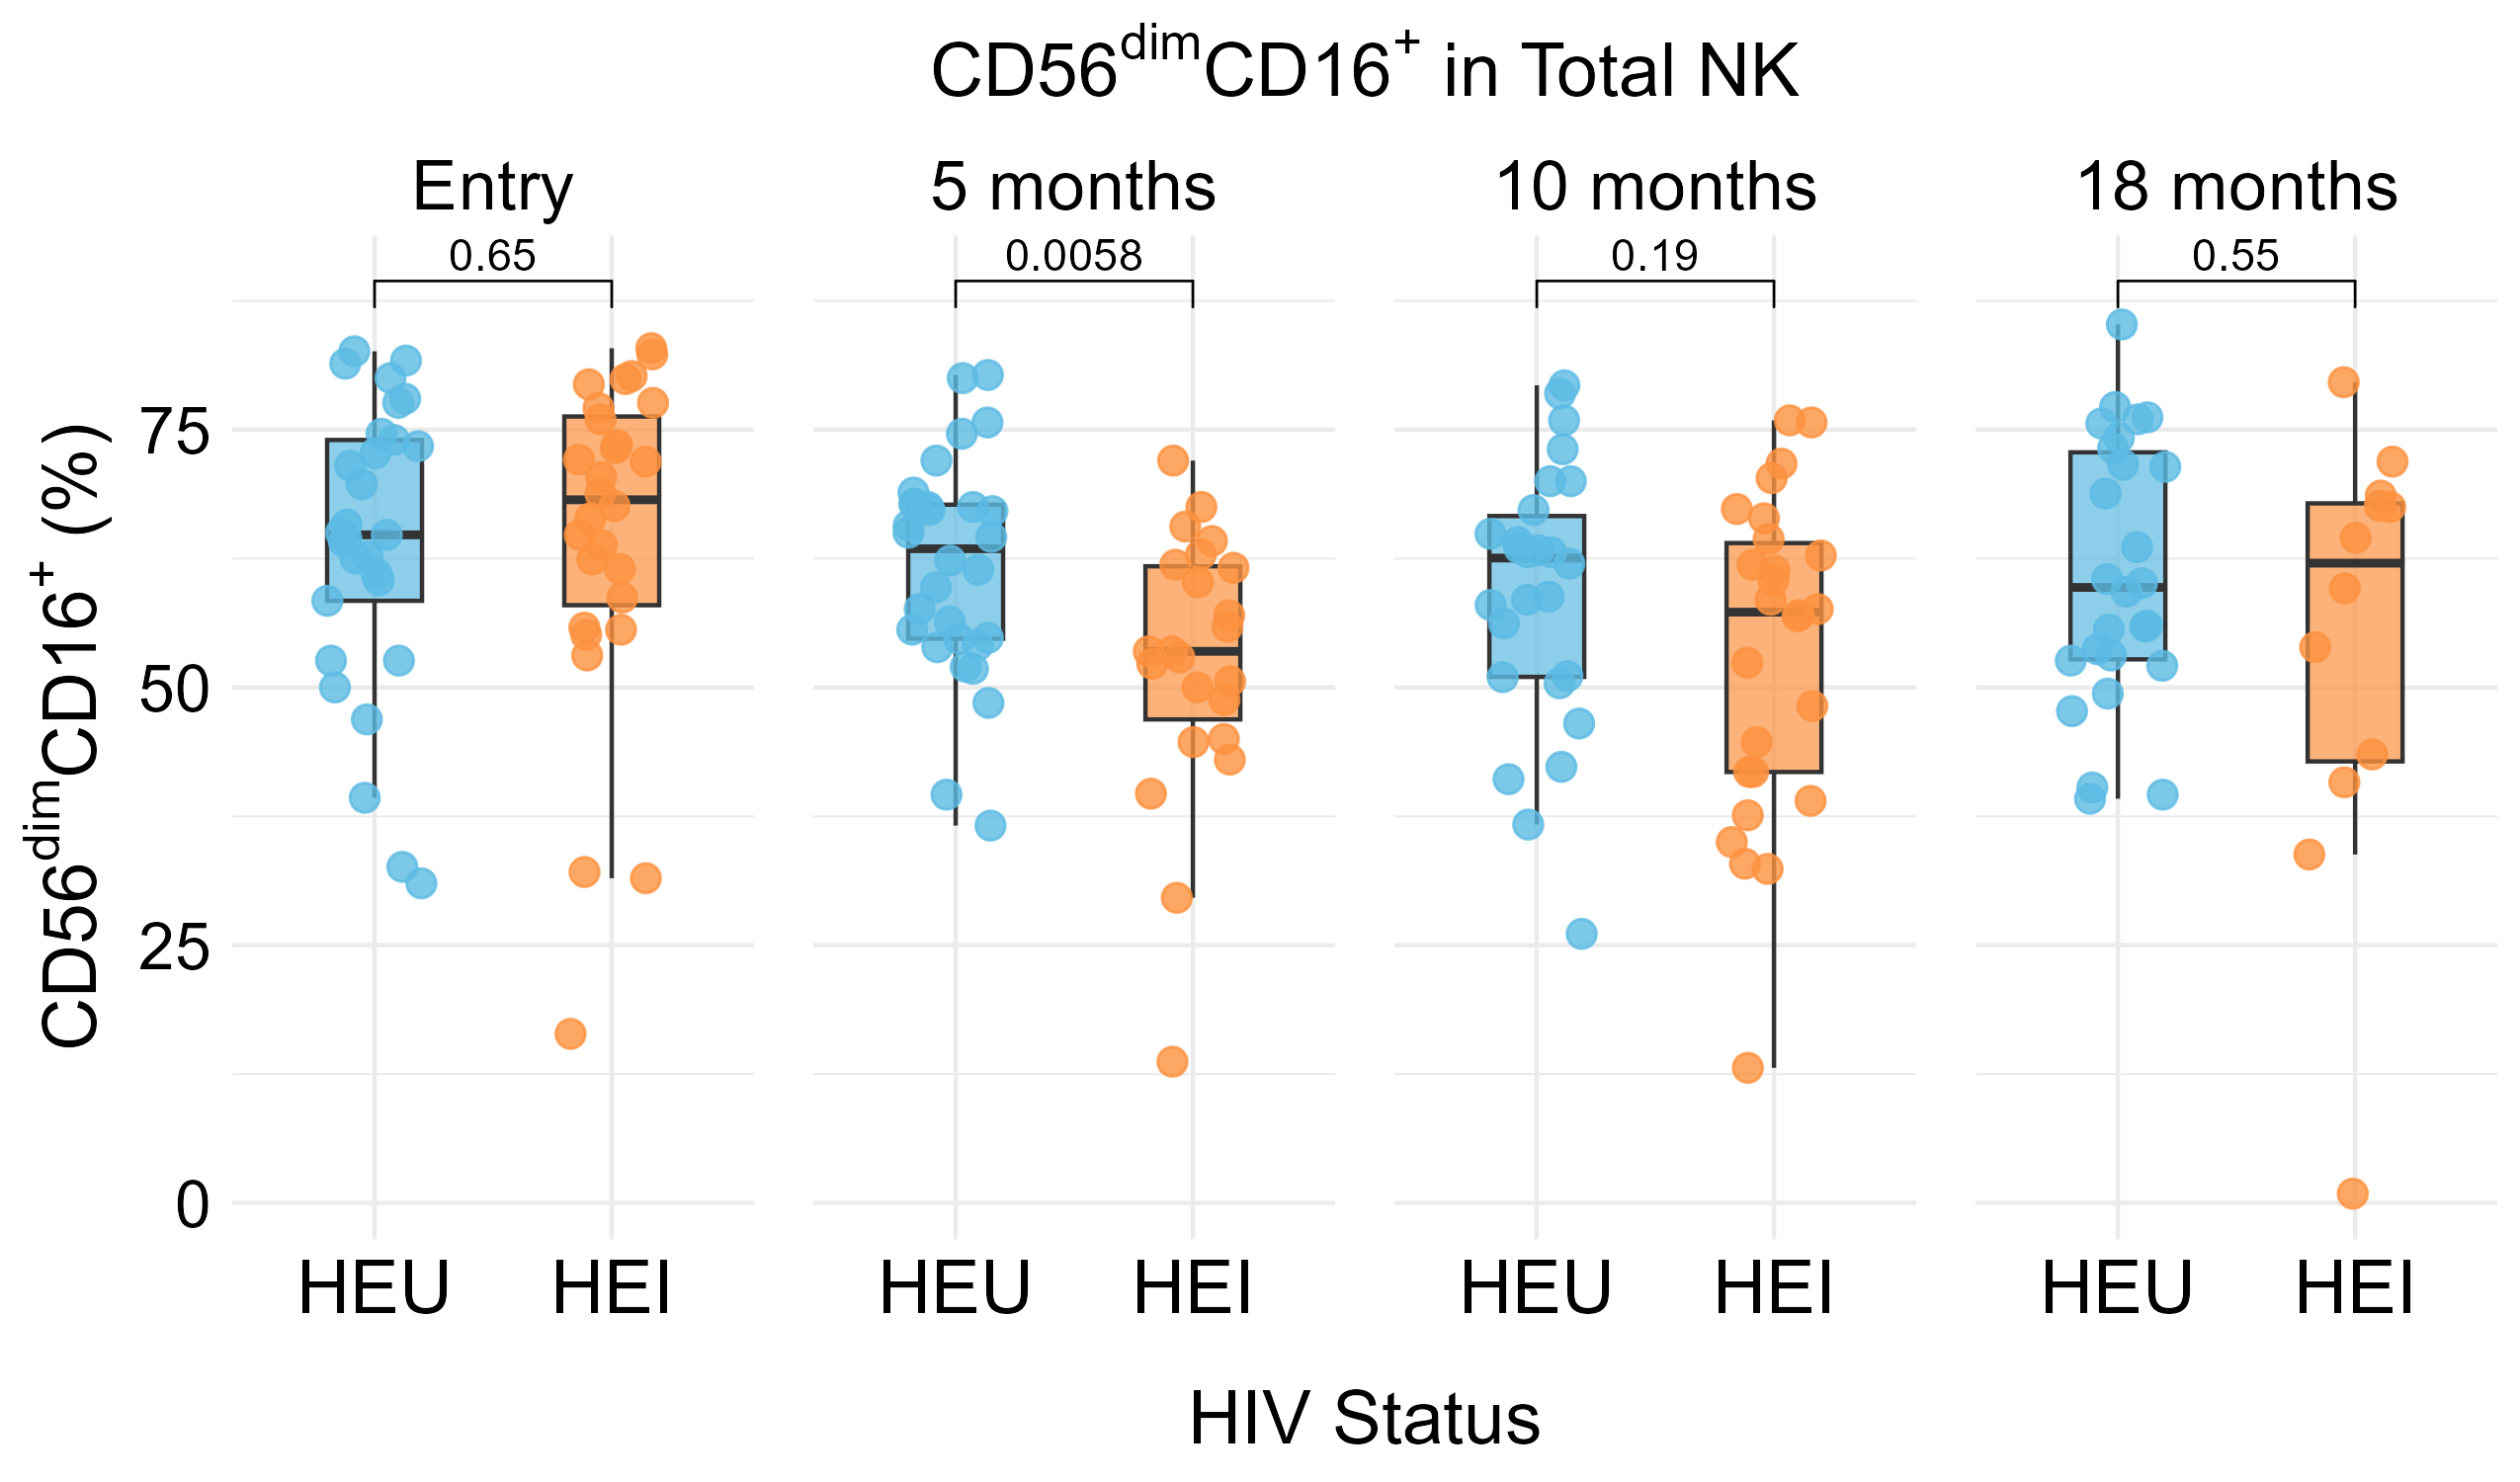 CD56dimCD16+ in Total NK
Entry 5 months 10 months 18 months
0.65 0.0058 0.19 0.55
CD56dimCD16+ (%)
75
50
25
0
HEU HEI HEU HEI HEU HEI HEU HEI
HIV Status